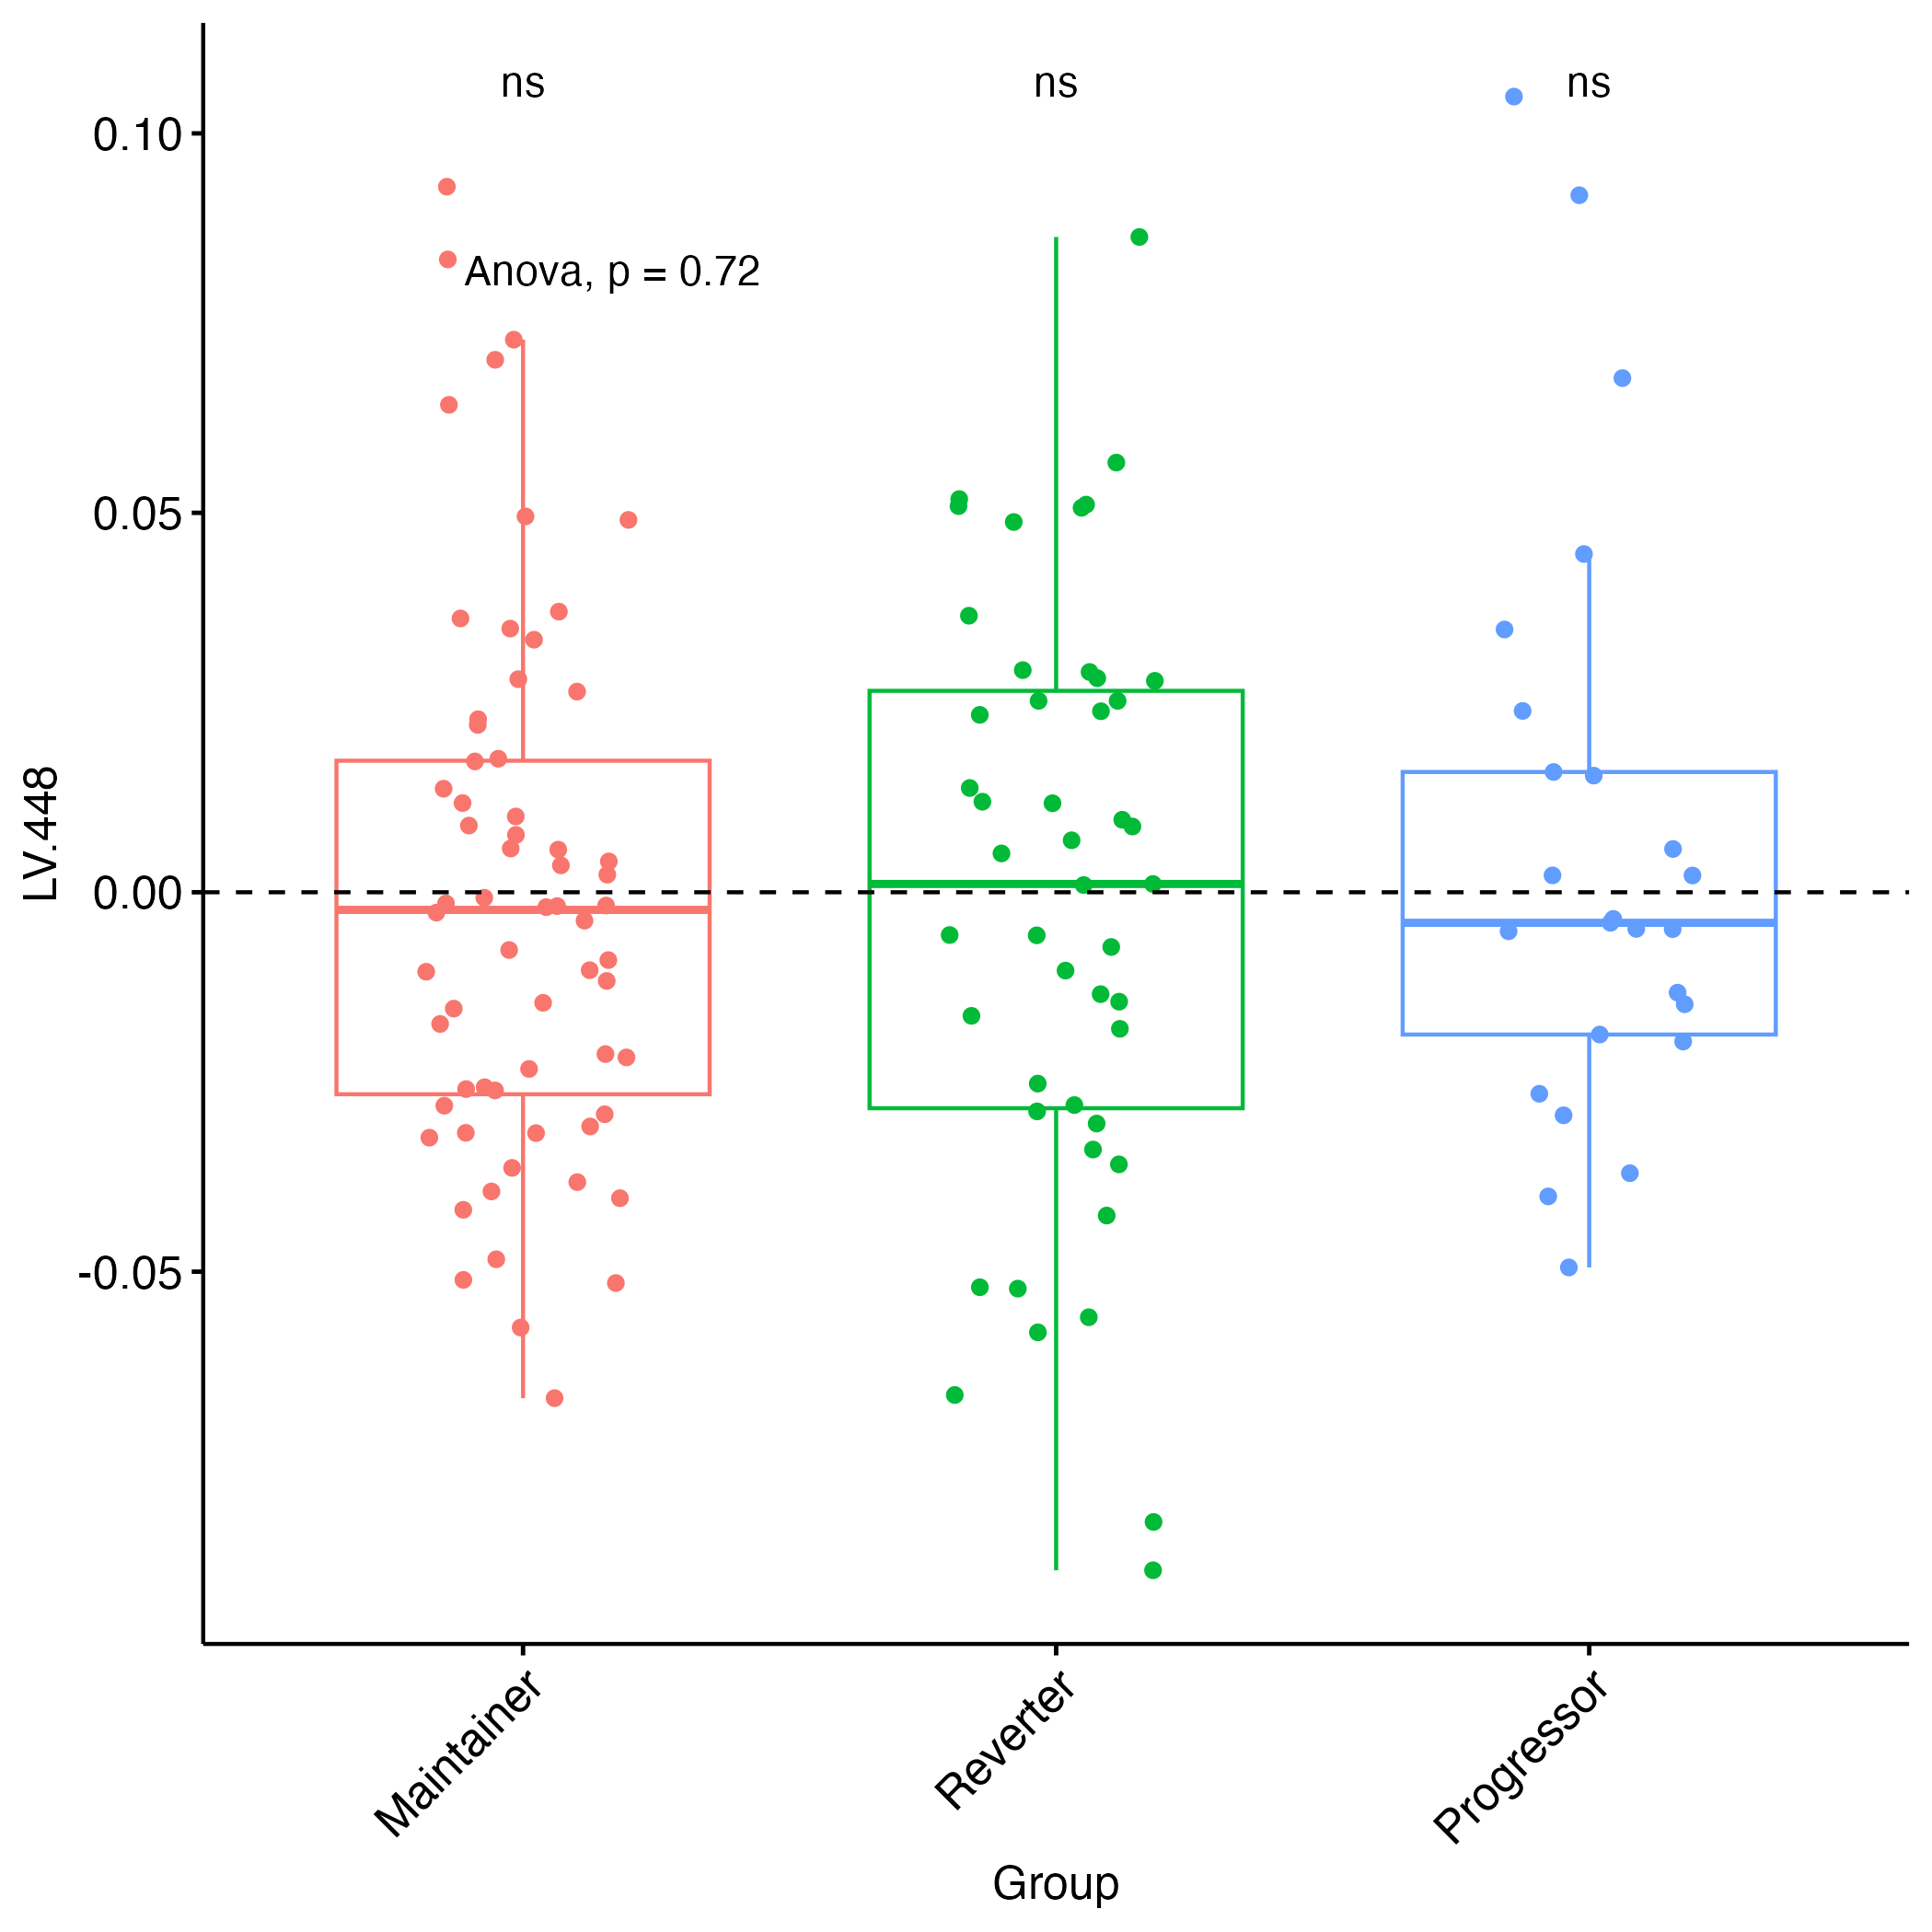 ns ns ns
0.10
Anova, p = 0.72
0.05
LV.448
0.00
-0.05
Maintainer Reverter Progressor
Group